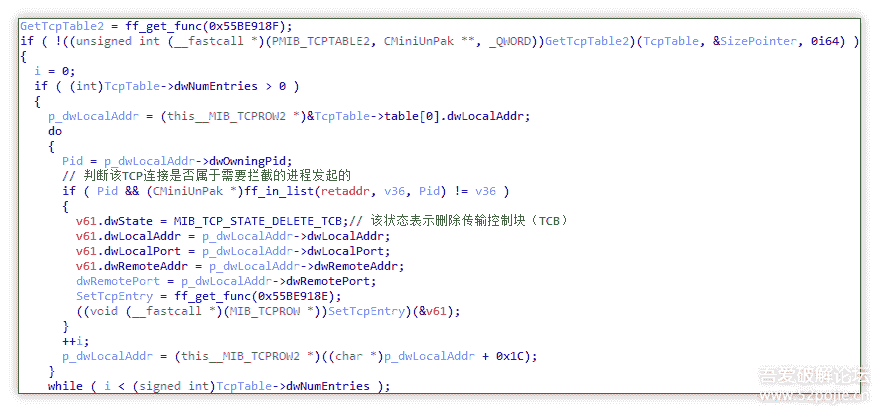 GetTcpTable2 = ff_get_func(0x55BE918F);
if ( !((unsigned int (__fastcall *)(PMIB_TCPTABLE2, CMiniUnPak **, _QWORD))GetTcpTable2)(TcpTable, &SizePointer, 0i64) )
{
i = 0;
if ( (int)TcpTable->dwNumEntries > 0 )
{
p_dwLocalAddr = (this__MIB_TCPROW2 *)&TcpTable->table[0].dwLocalAddr;
do
{
Pid = p_dwLocalAddr->dwOwningPid;
// 判断该TCP连接是否属于需要拦截的进程发起的
if ( Pid && (CMiniUnPak *)ff_in_list(retaddr, v36, Pid) != v36 )
{
v61.dwState = MIB_TCP_STATE_DELETE_TCB;// 该状态表示删除传输控制块（TCB）
v61.dwLocalAddr = p_dwLocalAddr->dwLocalAddr;
v61.dwLocalPort = p_dwLocalAddr->dwLocalPort;
v61.dwRemoteAddr = p_dwLocalAddr->dwRemoteAddr;
dwRemotePort = p_dwLocalAddr->dwRemotePort;
SetTcpEntry = ff_get_func(0x55BE918E);
((void (__fastcall *)(MIB_TCPROW *))SetTcpEntry)(&v61);
}
++i;
p_dwLocalAddr = (this__MIB_TCPROW2 *)((char *)p_dwLocalAddr + 0x1C);
}
while ( i < (signed int)TcpTable->dwNumEntries );
吾爱破解论坛
www.52pojie.cn